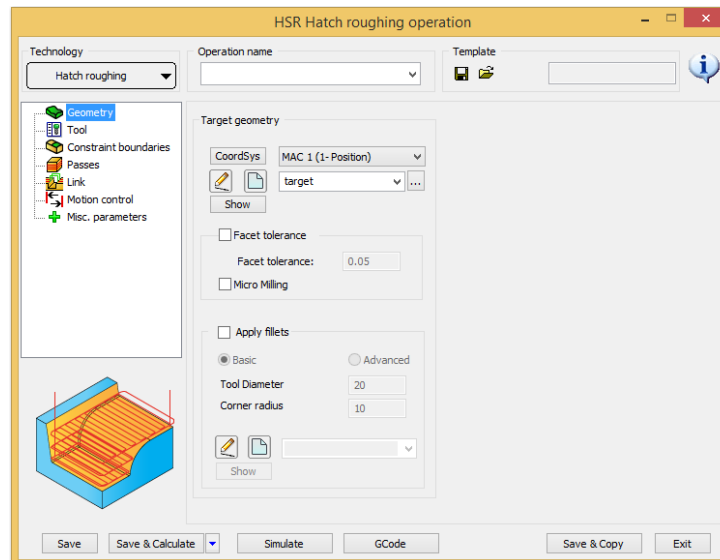 HSR Hatch roughing operation
Technology
Operation name
Template
Hatch roughing
Geometry
Tool
Constraint boundaries
Passes
Link
Motion control
Misc. parameters
Target geometry
CoordSys MAC 1 (1- Position)
target ...
Show
Facet tolerance
Facet tolerance: 0.05
Micro Milling
Apply fillets
Basic Advanced
Tool Diameter 20
Corner radius 10
Show
Save Save & Calculate Simulate GCode Save & Copy Exit